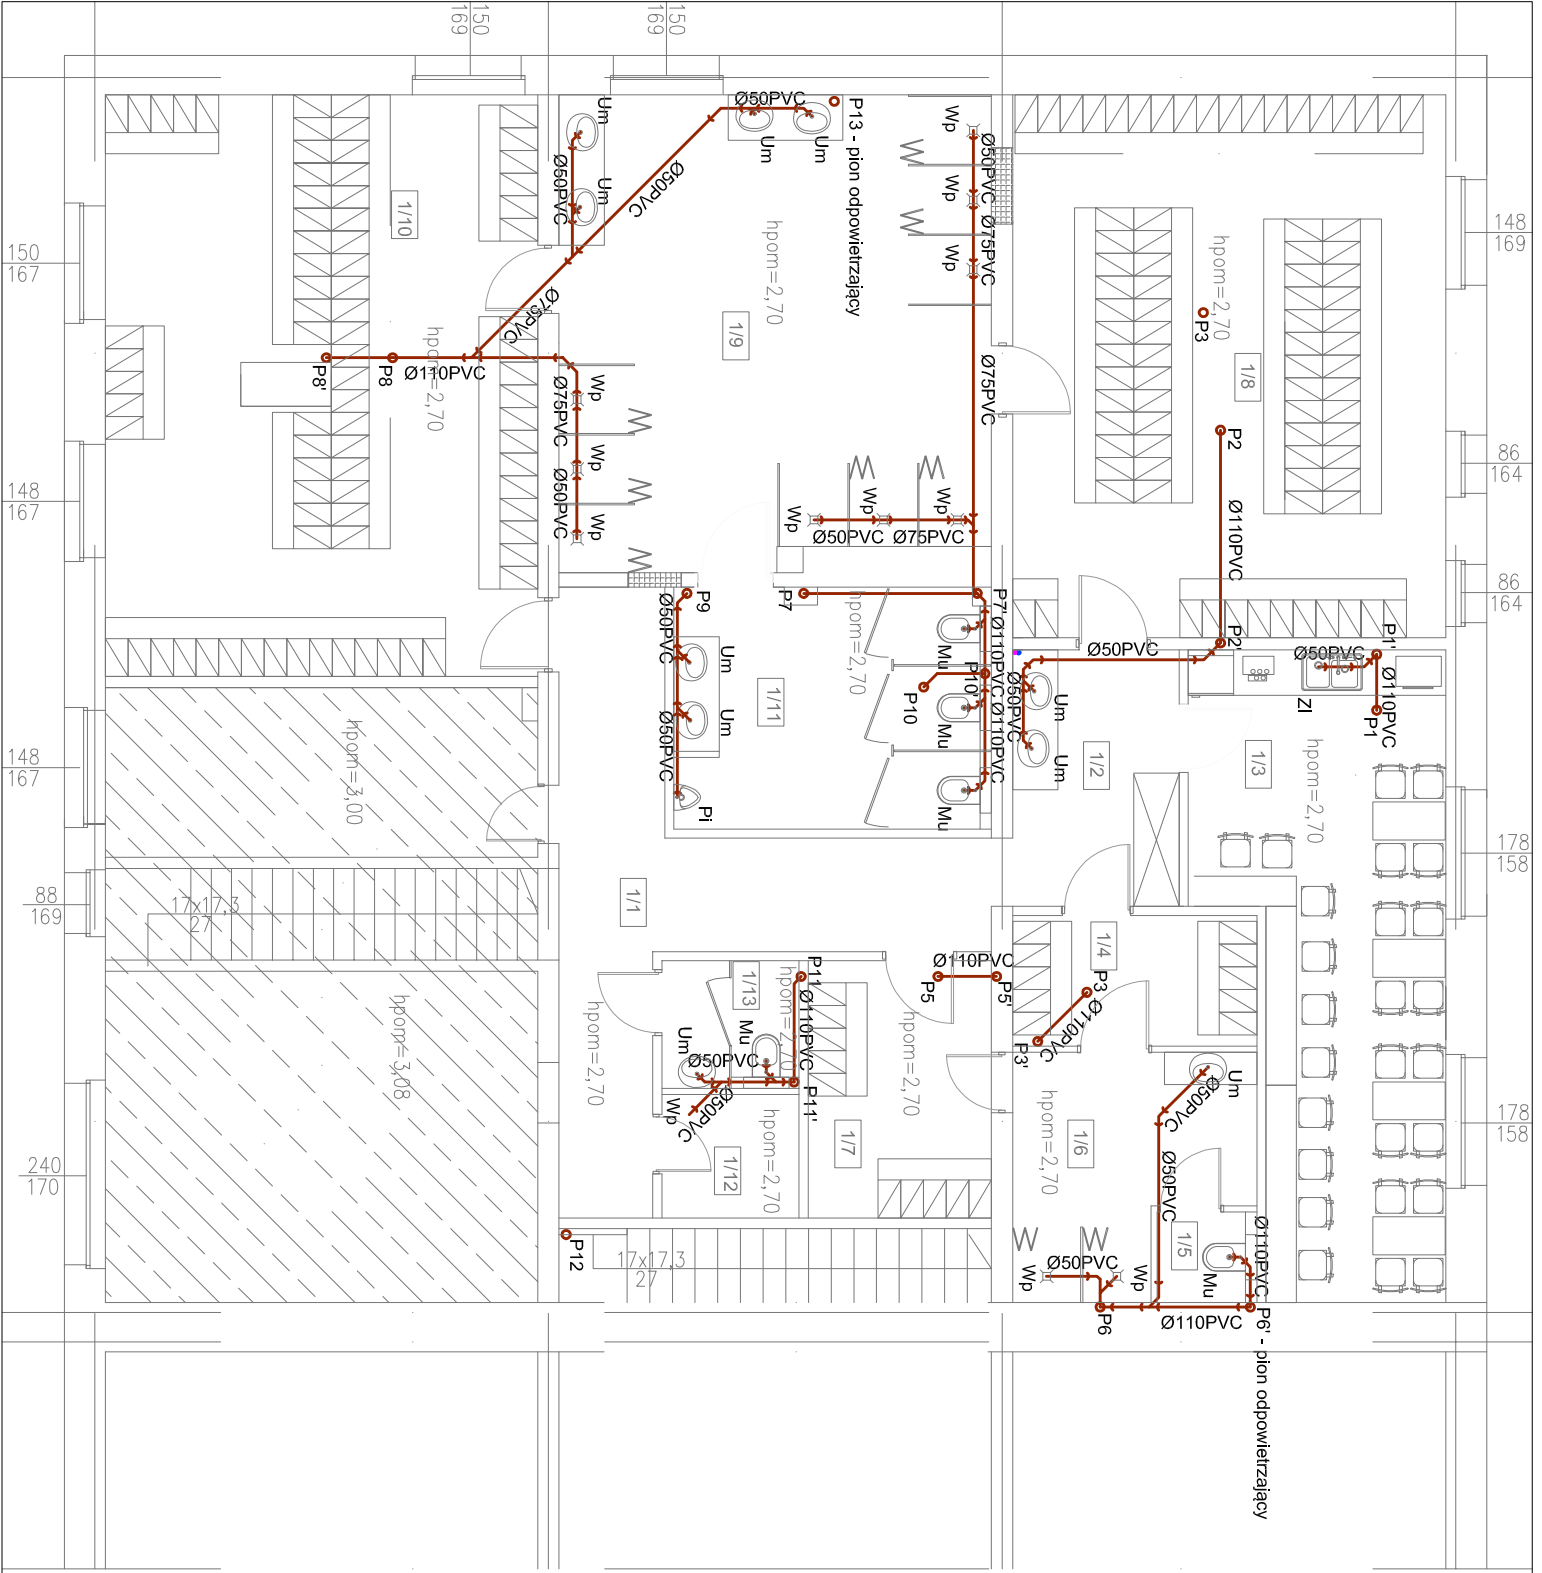 150
169
150
169
Um
Um
Ø50PVC
Ø50PVC
Um
Um
P13 - pion odpowietrzający
Ø50PVC
Wp
Ø50PVC
Wp
Ø75PVC
Wp
hpom=2,70
1/9
Ø75PVC
Ø75PVC
148
169
hpom=2,70
P3
1/8
86
164
P2
Ø110PVC
86
164
1/10
150
167
hpom=2,70
P8'
P8
Ø110PVC
Wp
Ø75PVC
Wp
Ø50PVC
Wp
148
167
Wp
Wp
Wp
Ø50PVC
Ø75PVC
P9
Ø50PVC
P7
hpom=2,70
P7'
Ø110PVC
Mu
Um
Um
Ø50PVC
1/11
P10
P10'
Mu
Ø110PVC
Mu
Pi
Ø50PVC
P2'
Ø50PVC
Um
Um
1/2
P1'
Ø50PVC
Ø110PVC
P1
Zl
1/3
hpom=2,70
178
158
148
167
hpom=3,00
88
169
17x17,3
27
1/1
hpom=3,08
hpom=2,70
1/13
hpom=2,70
P11
Ø110PVC
Mu
Um
Ø50PVC
Ø50PVC
Wp
P11'
Ø110PVC
P5
P5'
hpom=2,70
1/7
hpom=2,70
1/12
1/4
P3
Ø110PVC
P3'
hpom=2,70
1/6
Um
Ø50PVC
Ø50PVC
178
158
240
170
P12
17x17,3
27
Wp
Ø50PVC
Wp
1/5
Mu
Ø110PVC
P6
Ø110PVC
P6' - pion odpowietrzający